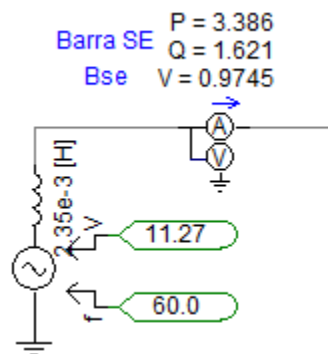 P = 3.386
Barra SE Q = 1.621
Bse V = 0.9745
A
V
2.35e-3 [H]
V
11.27
f
60.0